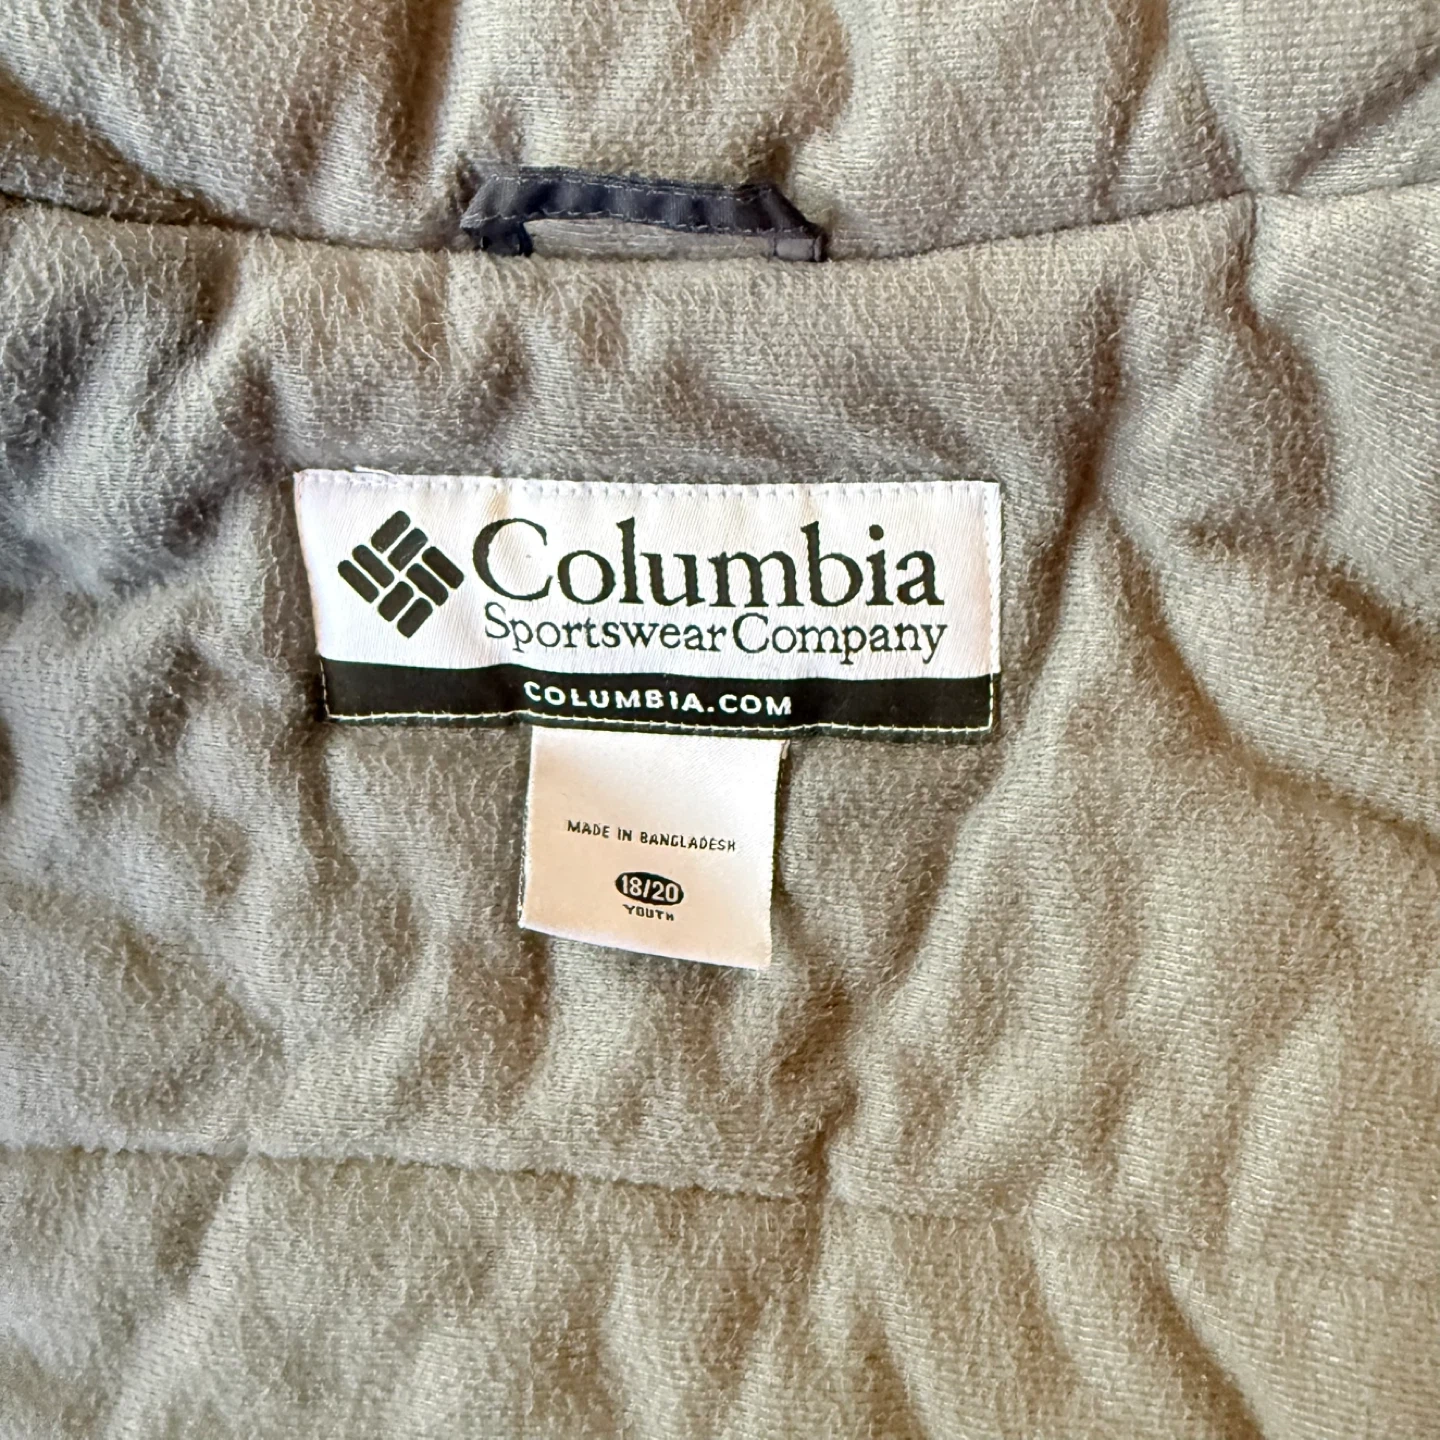 Columbia
Sportswear Company
COLUMBIA.COM
MADE IN BANGLADESH
18/20
YOUTH